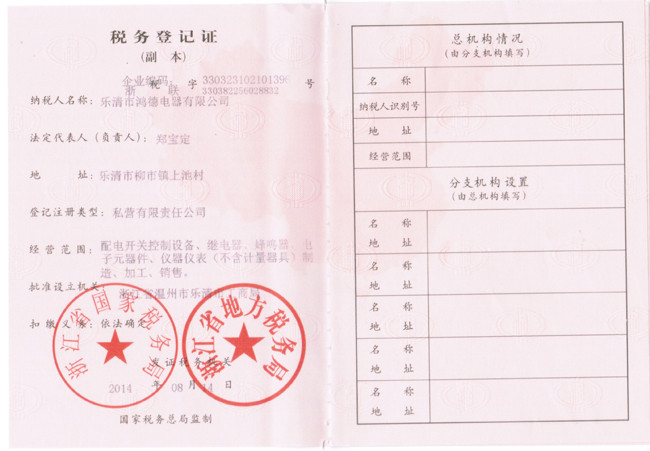 税务登记证
(副 本)
企业编码: 330323102101390 号
浙 税联 字 330382256028832
纳税人名称: 乐清市鸿德电器有限公司
法定代表人(负责人): 郑宝定
地 址: 乐清市柳市镇上池村
登记注册类型: 私营有限责任公司
经营范围: 配电开关控制设备、继电器、蜂鸣器、电
子元器件、仪器仪表(不含计量器具)制
造、加工、销售。
批准设立机关: 浙江省温州市乐清市工商局
扣缴义务: 依法确定
浙江省国家税务局
浙江省地方税务局
发证税务机关
2014 年 08 月 14 日
国家税务总局监制
总机构情况
(由分支机构填写)
名 称
纳税人识别号
地 址
经营范围
分支机构设置
(由总机构填写)
名 称
地 址
名 称
地 址
名 称
地 址
名 称
地 址
名 称
地 址